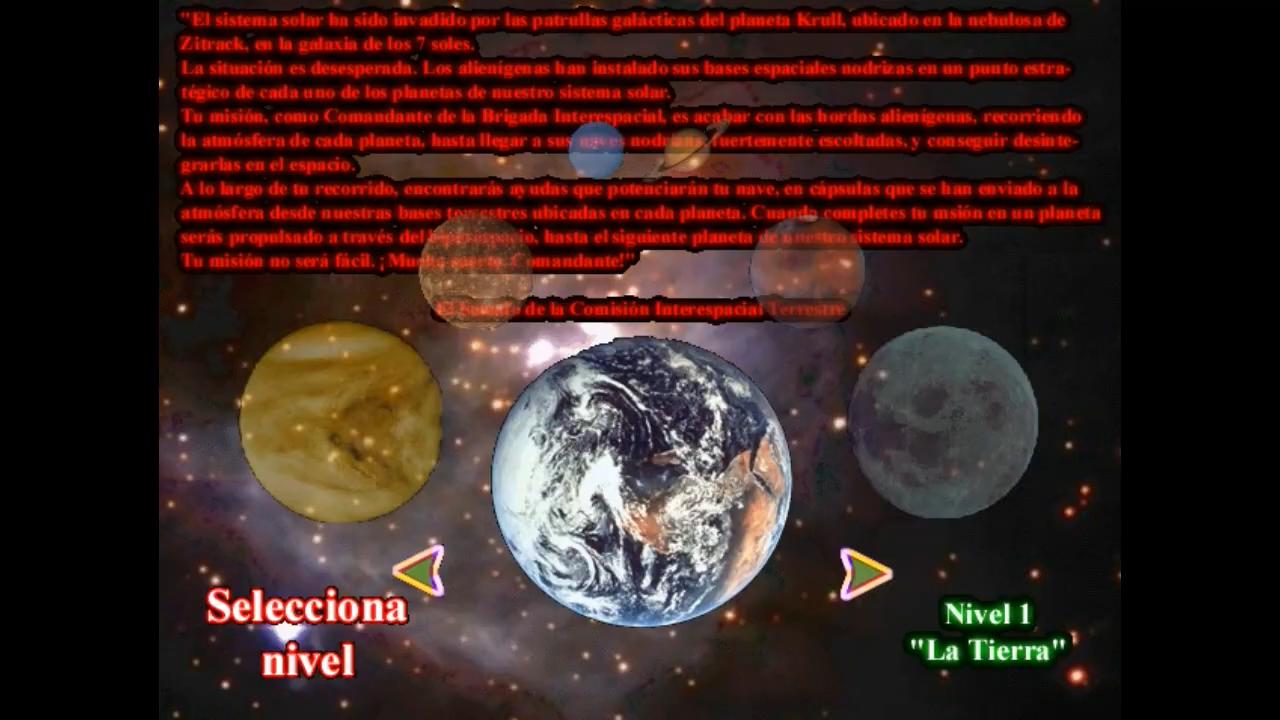 "El sistema solar ha sido invadido por las patrullas galácticas del planeta Krull, ubicado en la nebulosa de
Zitrack, en la galaxia de los 7 soles.
La situación es desesperada. Los alienígenas han instalado sus bases espaciales nodrizas en un punto estra-
tégico de cada uno de los planetas de nuestro sistema solar.
Tu misión, como Comandante de la Brigada Interespacial, es acabar con las hordas alienígenas, recorriendo
la atmósfera de cada planeta, hasta llegar a sus naves nodrizas fuertemente escoltadas, y conseguir desinte-
grarlas en el espacio.
A lo largo de tu recorrido, encontrarás ayudas que potenciarán tu nave, en cápsulas que se han enviado a la
atmósfera desde nuestras bases terrestres ubicadas en cada planeta. Cuando completes tu msión en un planeta
serás propulsado a través del hiperespacio, hasta el siguiente planeta de nuestro sistema solar.
Tu misión no será fácil. ¡Mucha suerte, Comandante!"
de la Comisión Interespacial Terrestre
Selecciona
nivel
Nivel 1
"La Tierra"